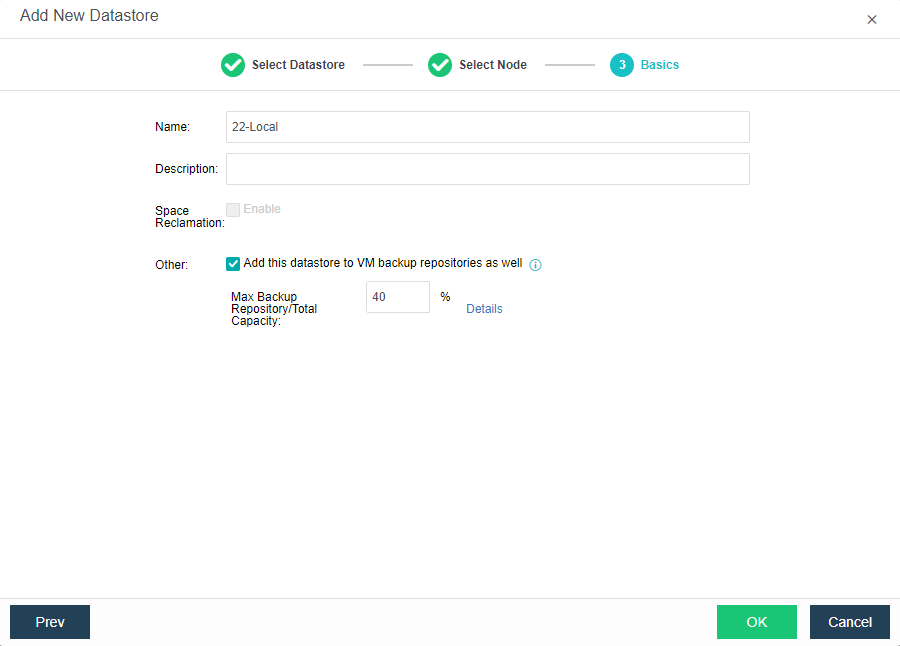 Add New Datastore
×
Select Datastore
Select Node
3 Basics
Name: 22-Local
Description:
Space
Reclamation:
Enable
Other:
Add this datastore to VM backup repositories as well
Max Backup
Repository/Total
Capacity:
40 %
Details
Prev
OK
Cancel